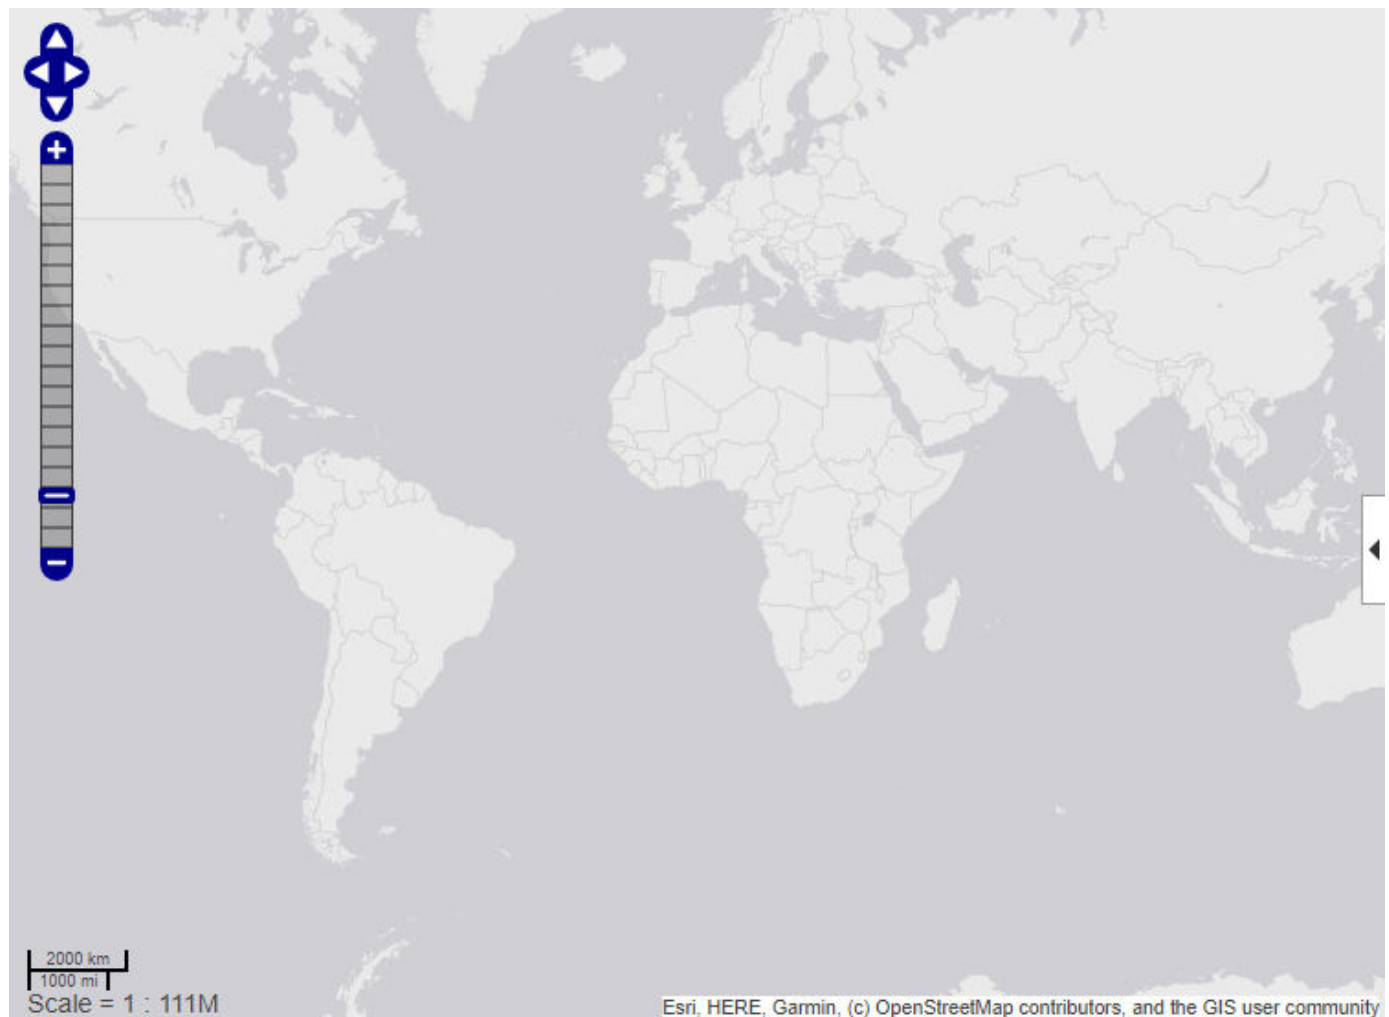 2000 km
1000 mi
Scale = 1 : 111M
Esri, HERE, Garmin, (c) OpenStreetMap contributors, and the GIS user community